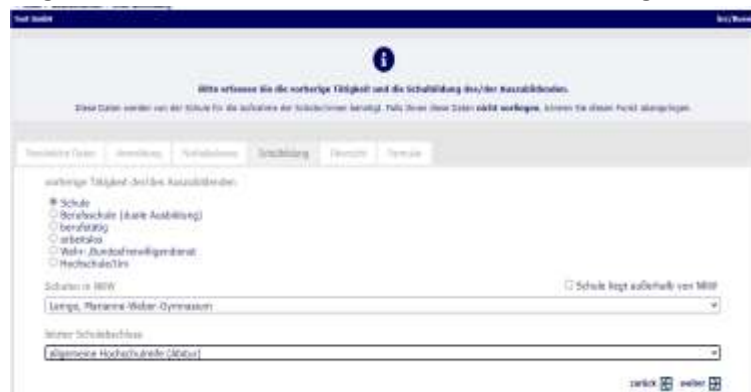 Bitte erfassen Sie die vorherige Tätigkeit und die Schulbildung des/der Auszubildenden.
Diese Daten werden von der Schule für die Aufnahme der Schüler/innen benötigt. Falls Ihnen diese Daten nicht vorliegen, können Sie diesen Punkt überspringen.
Persönliche Daten Anmeldung Schulbildung Übersicht Formular
vorherige Tätigkeit des/der Auszubildenden
Schule
Berufsschule (duale Ausbildung)
berufstätig
arbeitslos
Wehr-, Bundesfreiwilligendienst
Hochschule/Uni
Schulen in NRW
Schule liegt außerhalb von NRW
Lemgo, Marianne-Weber-Gymnasium
letzter Schulabschluss
allgemeine Hochschulreife (Abitur)
zurück weiter